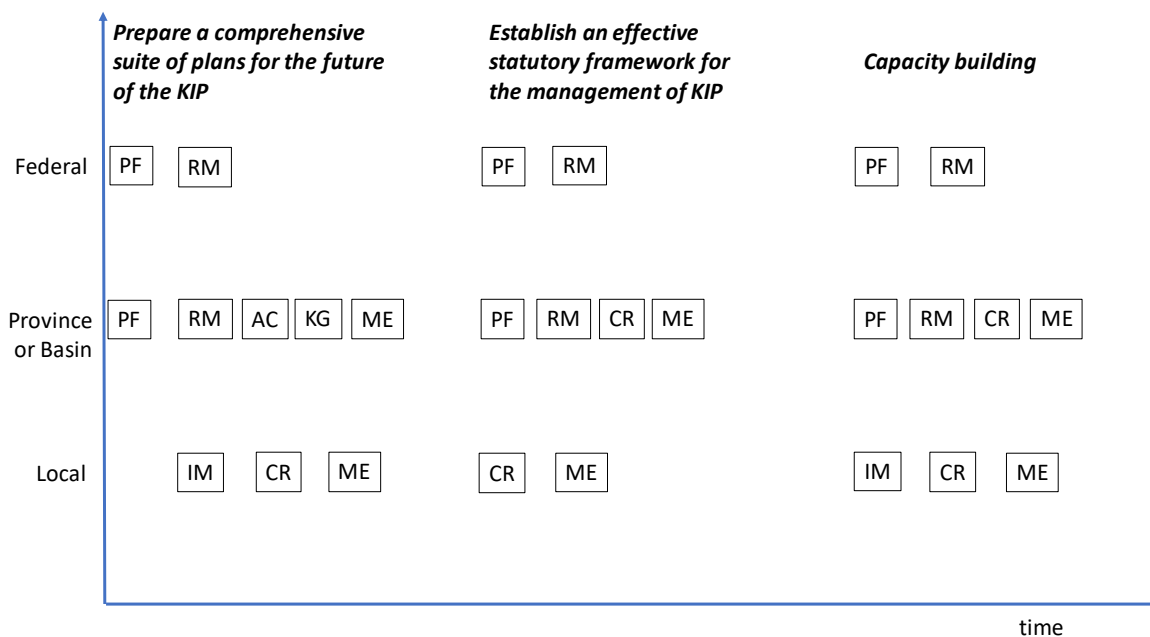 Prepare a comprehensive
suite of plans for the future
of the KIP
Establish an effective
statutory framework for
the management of KIP
Capacity building
Federal
PF RM
PF RM
PF RM
Province
or Basin
PF RM AC KG ME
PF RM CR ME
PF RM CR ME
Local
IM CR ME
CR ME
IM CR ME
time